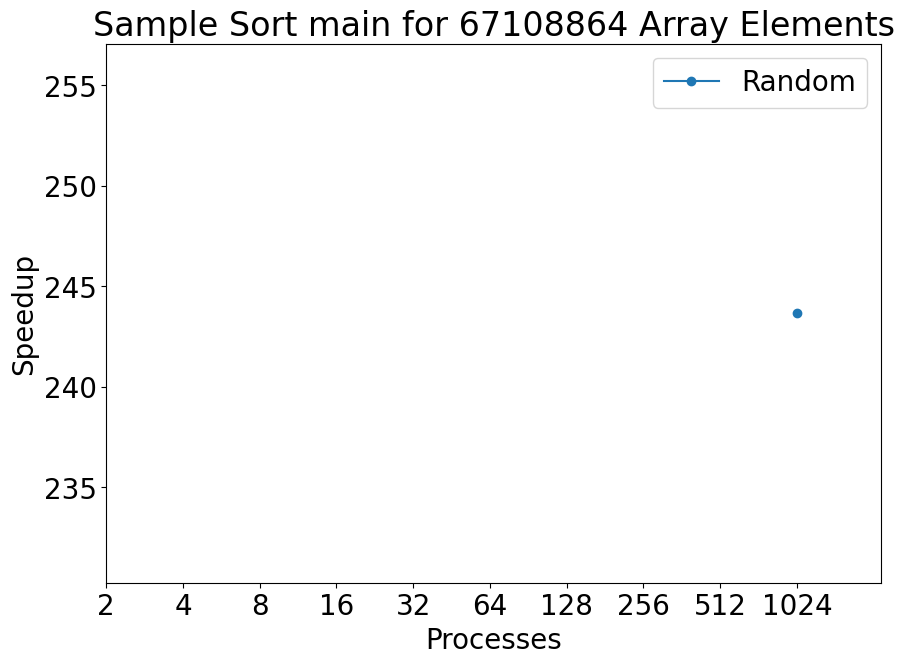 Sample Sort main for 67108864 Array Elements
Random
255
250
245
240
235
Speedup
2 4 8 16 32 64 128 256 512 1024
Processes